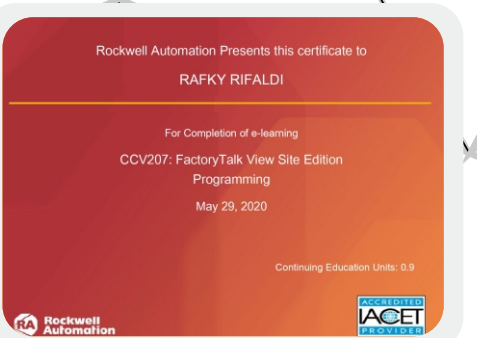 Rockwell Automation Presents this certificate to
RAFKY RIFALDI
For Completion of e-learning
CCV207: FactoryTalk View Site Edition
Programming
May 29, 2020
Continuing Education Units: 0.9
RA Rockwell
Automation
ACCREDITED
IACET
PROVIDER